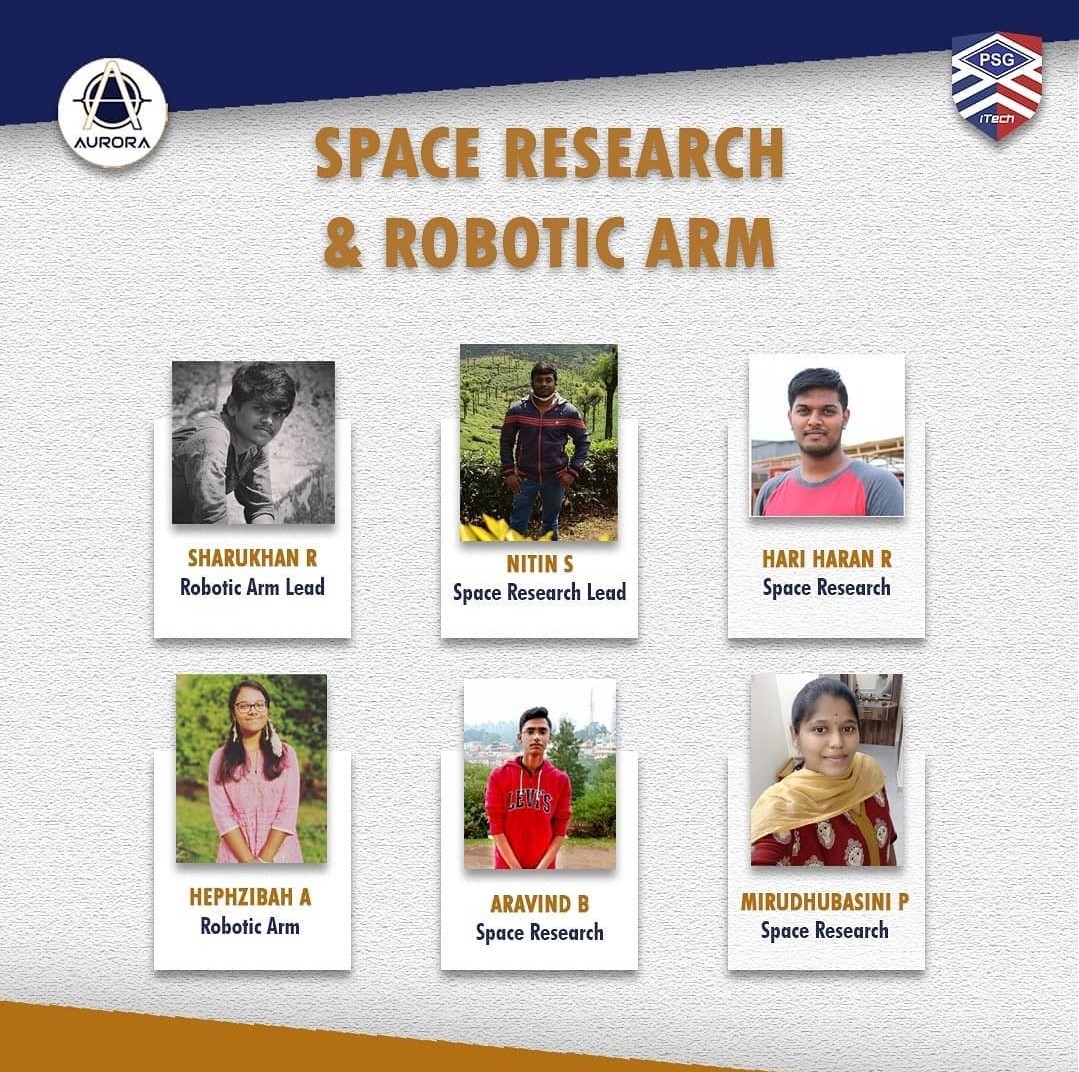 AURORA
PSG
iTech
SPACE RESEARCH
& ROBOTIC ARM
SHARUKHAN R
Robotic Arm Lead
NITIN S
Space Research Lead
HARI HARAN R
Space Research
HEPHZIBAH A
Robotic Arm
LEVI'S
ARAVIND B
Space Research
MIRUDHUBASINI P
Space Research